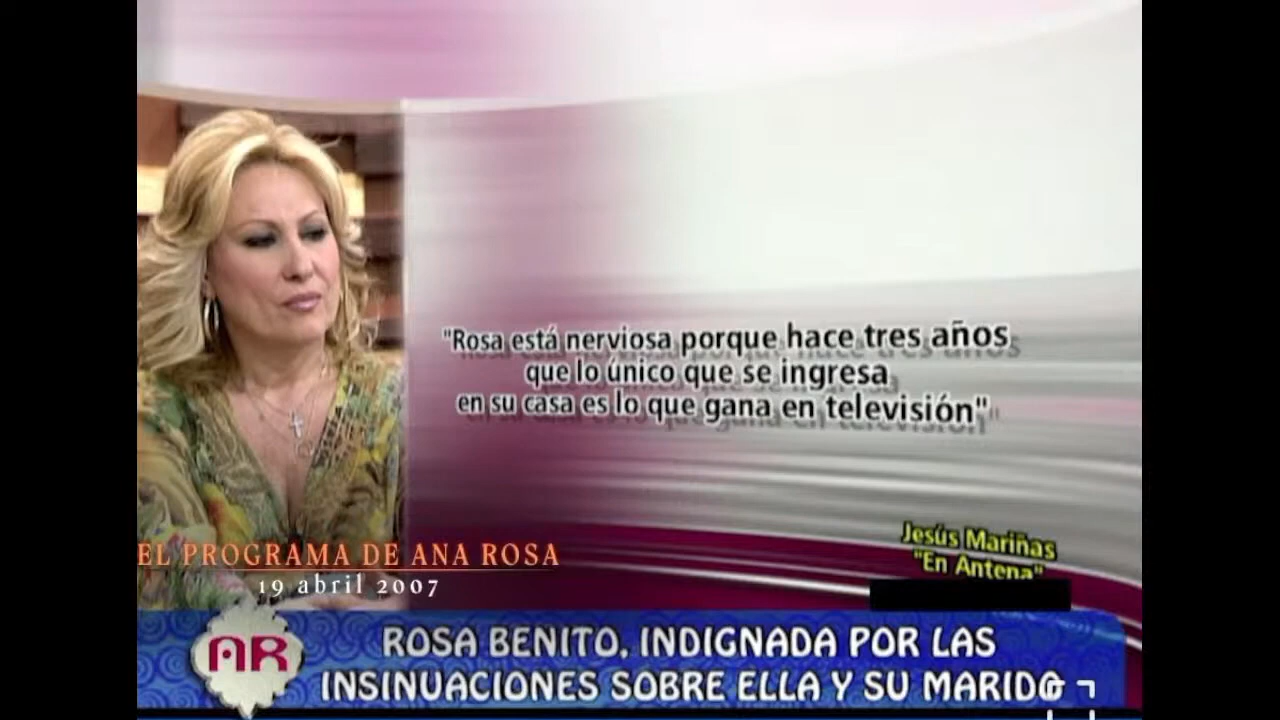 "Rosa está nerviosa porque hace tres años
que lo único que se ingresa
en su casa es lo que gana en televisión"
Jesús Mariñas
"En Antena"
EL PROGRAMA DE ANA ROSA
19 abril 2007
AR
ROSA BENITO, INDIGNADA POR LAS
INSINUACIONES SOBRE ELLA Y SU MARIDO